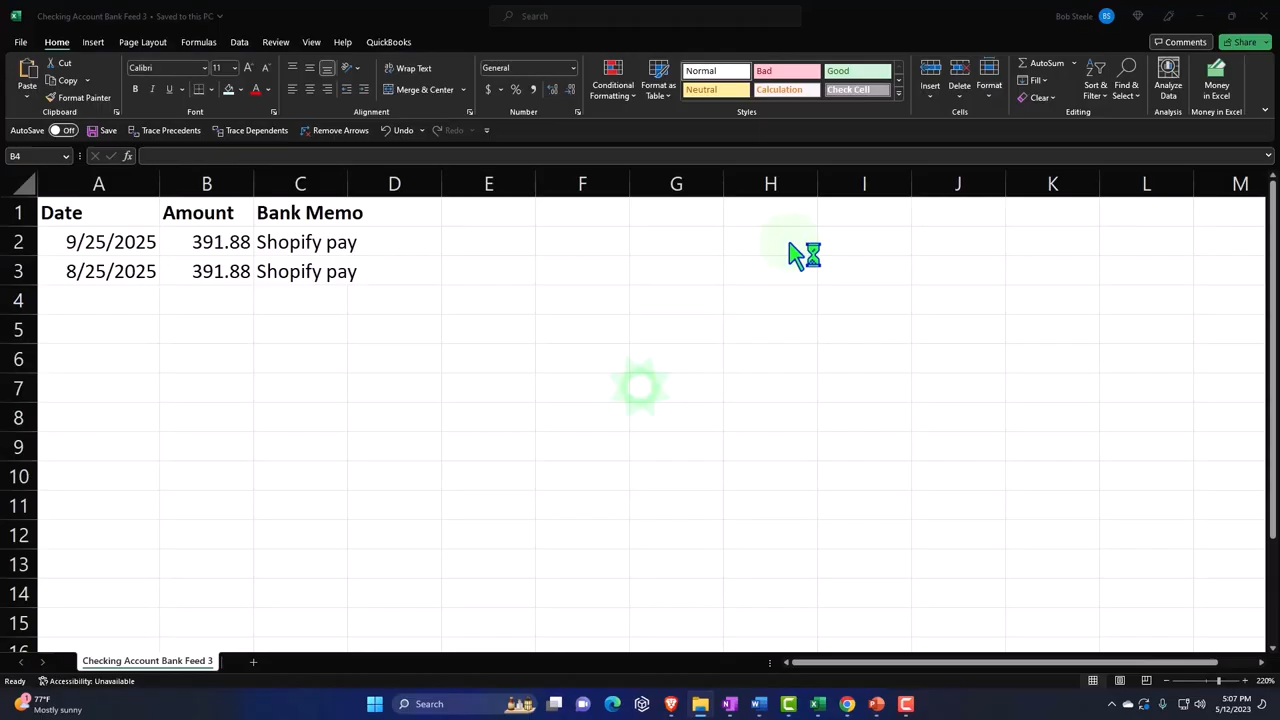 Checking Account Bank Feed 3 • Saved to this PC
Search
Bob Steele
BS
File Home Insert Page Layout Formulas Data Review View Help QuickBooks
Comments Share
Paste
Cut
Copy
Format Painter
Clipboard
Calibri 11
B I U
Font
Wrap Text
Merge & Center
Alignment
General
$ % ,
Number
Conditional Formatting
Format as Table
Normal Bad Good
Neutral Calculation Check Cell
Styles
Insert Delete Format
Cells
AutoSum
Fill
Clear
Sort & Filter
Find & Select
Editing
Analyze Data
Analysis
Money in Excel
Money in Excel
AutoSave Off Save Trace Precedents Trace Dependents Remove Arrows Undo Redo
B4 fx
A B C D E F G H I J K L M
1 Date Amount Bank Memo
2 9/25/2025 391.88 Shopify pay
3 8/25/2025 391.88 Shopify pay
4
5
6
7
8
9
10
11
12
13
14
15
16
Checking Account Bank Feed 3
Ready Accessibility: Unavailable 220%
1
77°F
Mostly sunny
Search
5:07 PM
5/12/2023